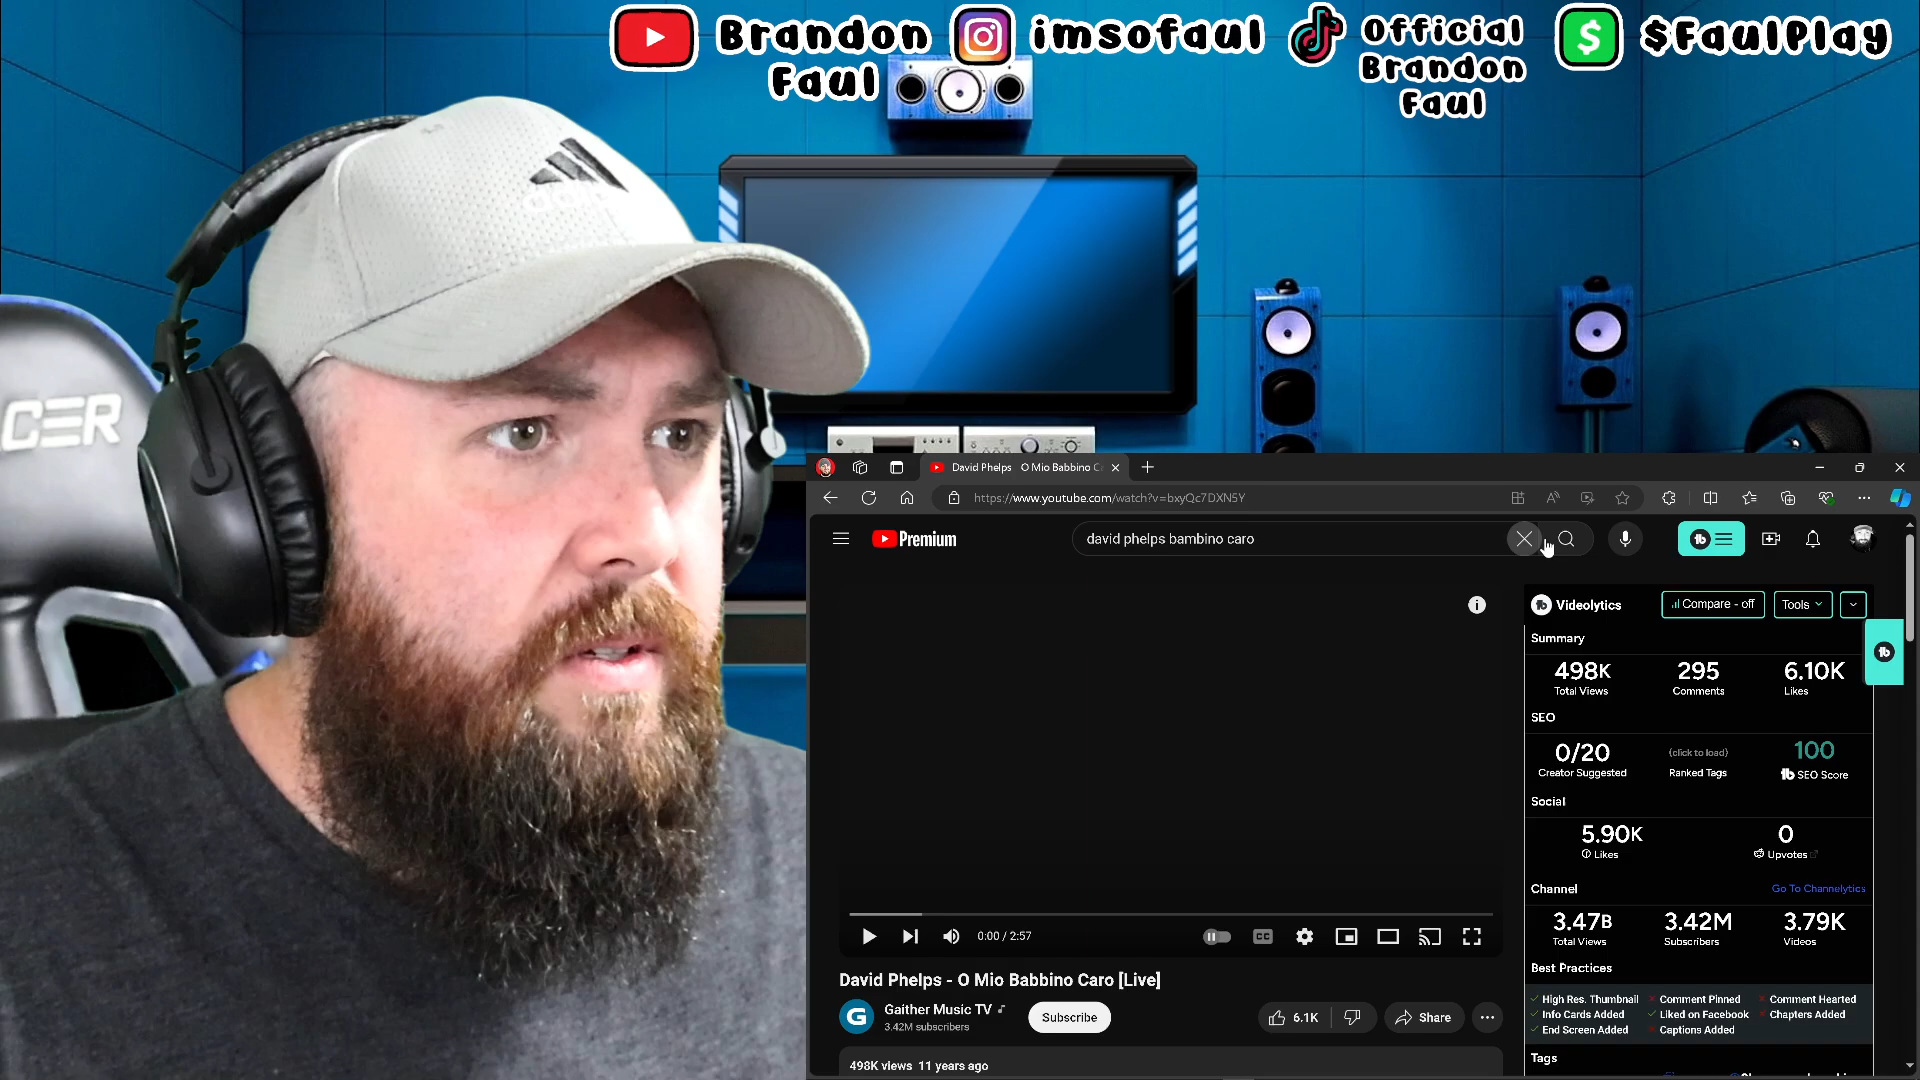 Brandon
Faul
imsofaul
Official
Brandon
Faul
$FaulPlay
adidas
CER
David Phelps O Mio Babbino C
https://www.youtube.com/watch?v=bxyQc7DXN5Y
Premium
david phelps bambino caro
Videolytics
Compare - off
Tools
Summary
498K
295
6.10K
Total Views
Comments
Likes
SEO
0/20
(click to load)
100
Creator Suggested
Ranked Tags
SEO Score
Social
5.90K
0
Likes
Upvotes
Channel
Go To Channelytics
3.47B
3.42M
3.79K
Total Views
Subscribers
Videos
Best Practices
High Res. Thumbnail
Comment Pinned
Comment Hearted
Info Cards Added
Liked on Facebook
Chapters Added
End Screen Added
Captions Added
Tags
0:00 / 2:57
CC
David Phelps - O Mio Babbino Caro [Live]
G
Gaither Music TV
3.42M subscribers
Subscribe
6.1K
Share
498K views 11 years ago